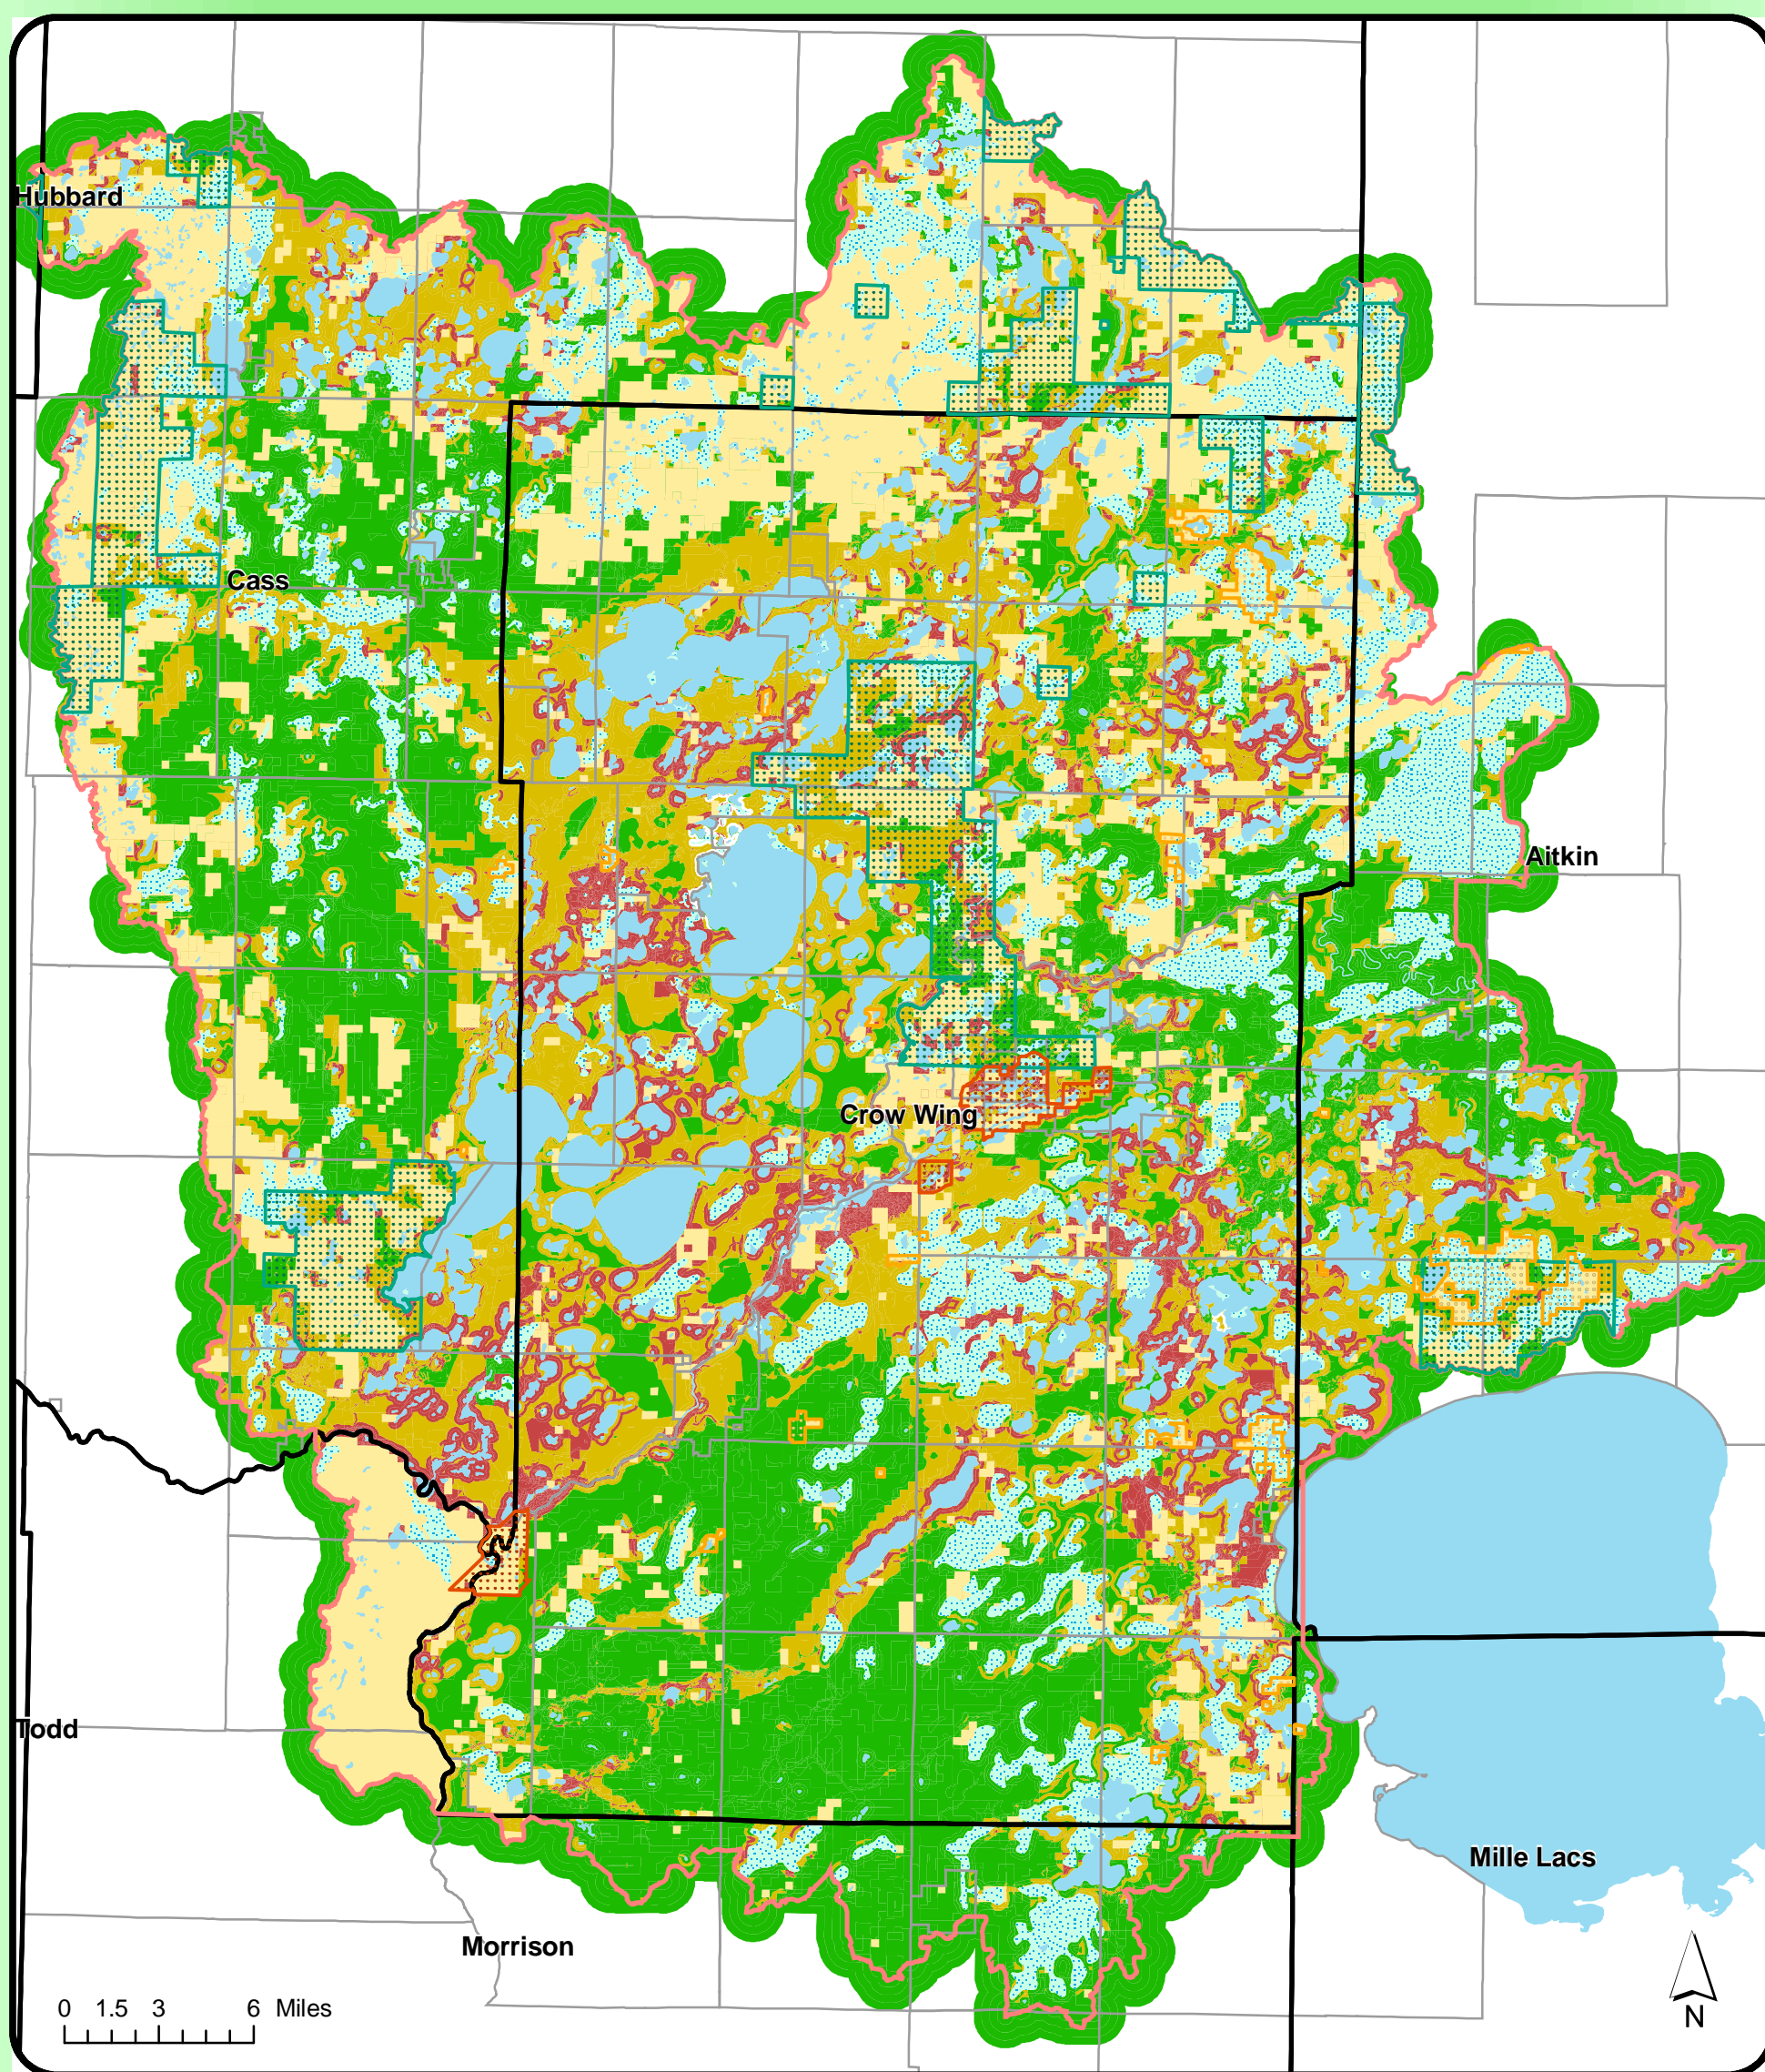 Hubbard
Cass
Aitkin
Crow Wing
Todd
Mille Lacs
Morrison
0 1.5 3 6 Miles
N